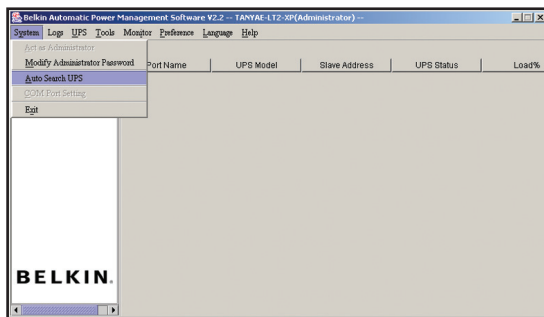 Belkin Automatic Power Management Software V2.2 -- TANYAE-LT2-XP(Administrator) --
System Logs UPS Tools Monitor Preference Language Help
Act as Administrator
Modify Administrator Password
Auto Search UPS
COM Port Setting
Exit
Port Name UPS Model Slave Address UPS Status Load%
BELKIN.